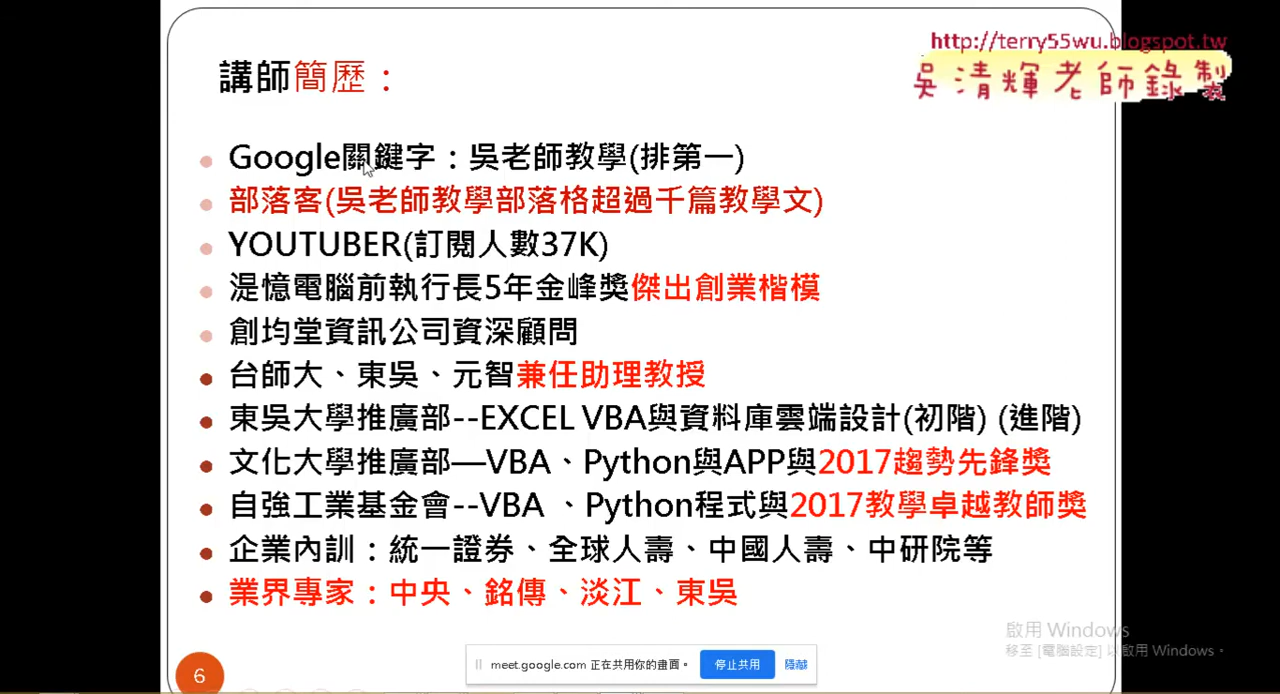 http://terry55wu.blogspot.tw
吳清輝老師錄製
講師簡歷：
Google關鍵字：吳老師教學(排第一)
部落客(吳老師教學部落格超過千篇教學文)
YOUTUBER(訂閱人數37K)
湜憶電腦前執行長5年金峰獎傑出創業楷模
創均堂資訊公司資深顧問
台師大、東吳、元智兼任助理教授
東吳大學推廣部--EXCEL VBA與資料庫雲端設計(初階) (進階)
文化大學推廣部—VBA、Python與APP與2017趨勢先鋒獎
自強工業基金會--VBA 、Python程式與2017教學卓越教師獎
企業內訓：統一證券、全球人壽、中國人壽、中研院等
業界專家：中央、銘傳、淡江、東吳
啟用 Windows
移至 [電腦設定] 以啟用 Windows。
meet.google.com 正在共用你的畫面。 停止共用 隱藏
6